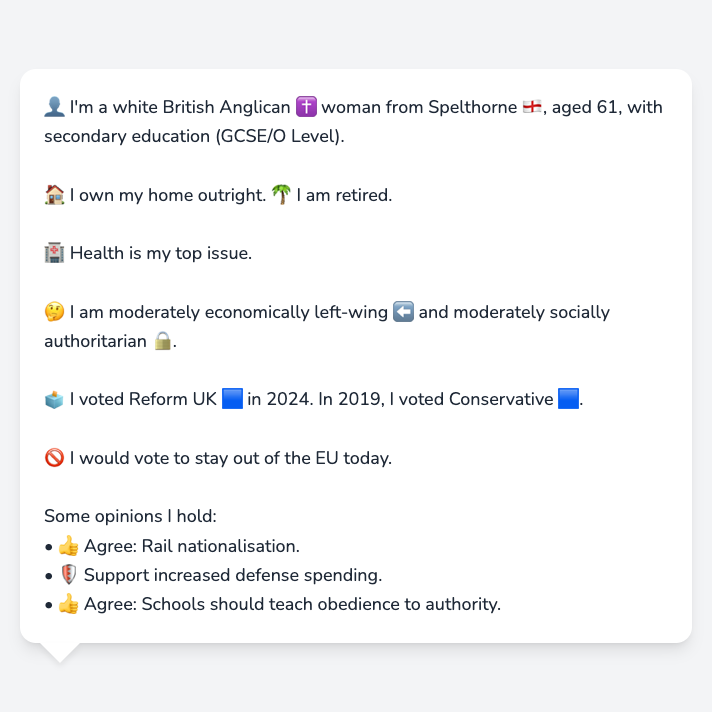 👤 I'm a white British Anglican ✝️ woman from Spelthorne 🏴󠁧󠁢󠁥󠁮󠁧󠁿, aged 61, with
secondary education (GCSE/O Level).
🏠 I own my home outright. 🌴 I am retired.
🏥 Health is my top issue.
🤔 I am moderately economically left-wing ⬅️ and moderately socially
authoritarian 🔒.
🗳️ I voted Reform UK 🟦 in 2024. In 2019, I voted Conservative 🟦.
🚫 I would vote to stay out of the EU today.
Some opinions I hold:
• 👍 Agree: Rail nationalisation.
• 🛡️ Support increased defense spending.
• 👍 Agree: Schools should teach obedience to authority.